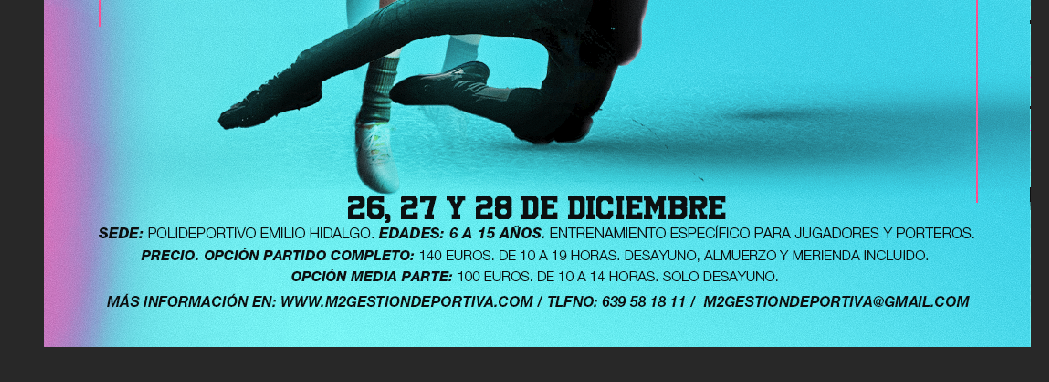 26, 27 Y 28 DE DICIEMBRE
SEDE: POLIDEPORTIVO EMILIO HIDALGO. EDADES: 6 A 15 AÑOS. ENTRENAMIENTO ESPECÍFICO PARA JUGADORES Y PORTEROS.
PRECIO. OPCIÓN PARTIDO COMPLETO: 140 EUROS. DE 10 A 19 HORAS. DESAYUNO, ALMUERZO Y MERIENDA INCLUIDO.
OPCIÓN MEDIA PARTE: 100 EUROS. DE 10 A 14 HORAS. SOLO DESAYUNO.
MÁS INFORMACIÓN EN: WWW.M2GESTIONDEPORTIVA.COM / TLFNO: 639 58 18 11 / M2GESTIONDEPORTIVA@GMAIL.COM